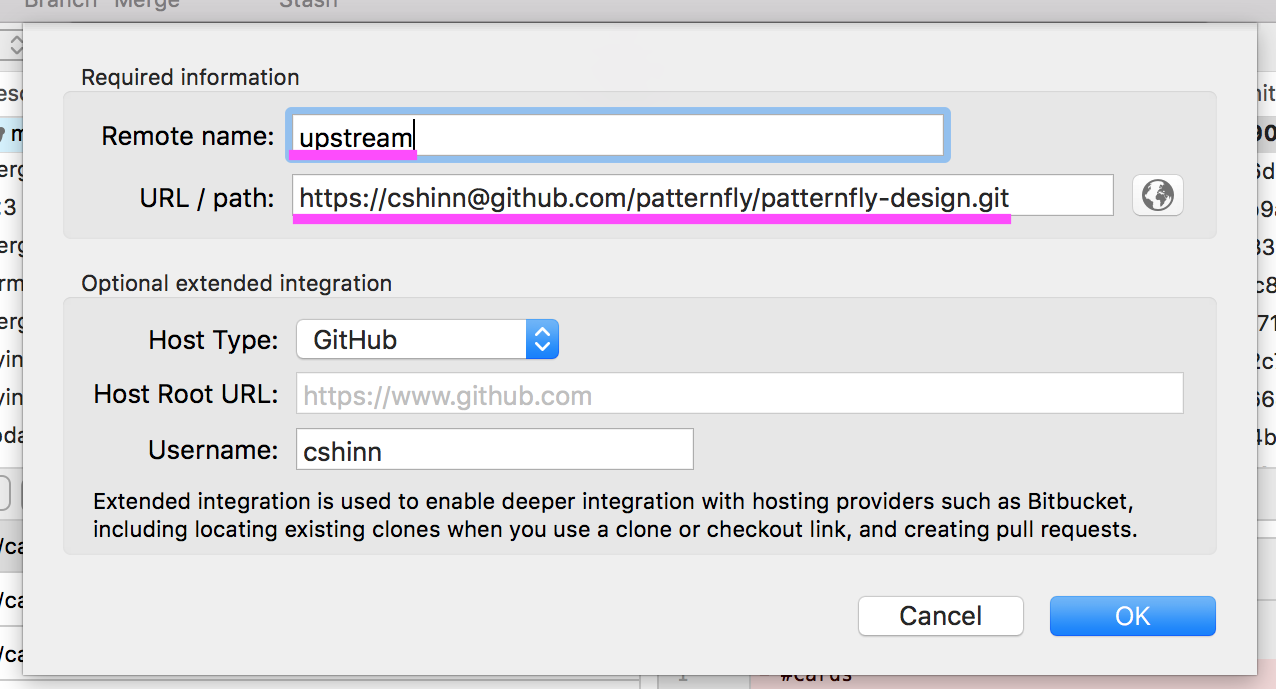 Branch Merge Stash
Required information
Remote name: upstream
URL / path: https://cshinn@github.com/patternfly/patternfly-design.git
Optional extended integration
Host Type: GitHub
Host Root URL: https://www.github.com
Username: cshinn
Extended integration is used to enable deeper integration with hosting providers such as Bitbucket,
including locating existing clones when you use a clone or checkout link, and creating pull requests.
Cancel OK
#cards